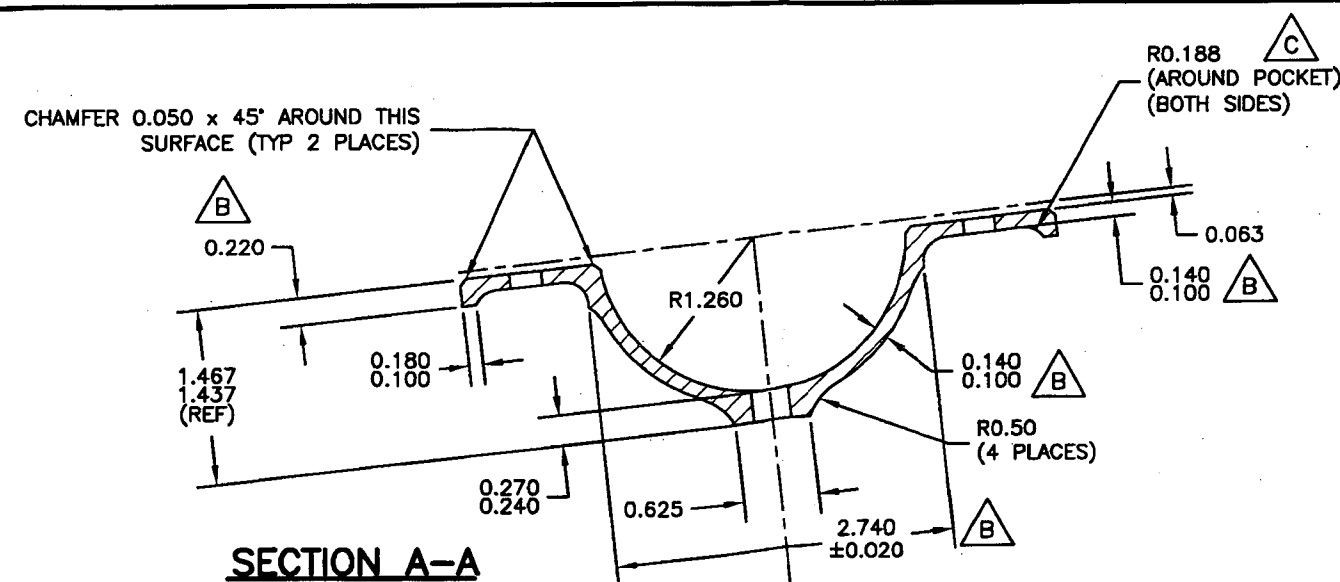 R0.188
C
(AROUND POCKET)
(BOTH SIDES)
CHAMFER 0.050 x 45° AROUND THIS
SURFACE (TYP 2 PLACES)
B
0.220
0.063
0.140
0.100
B
R1.260
0.180
0.100
0.140
0.100
B
1.467
1.437
(REF)
R0.50
(4 PLACES)
0.270
0.240
0.625
2.740
±0.020
B
SECTION A-A